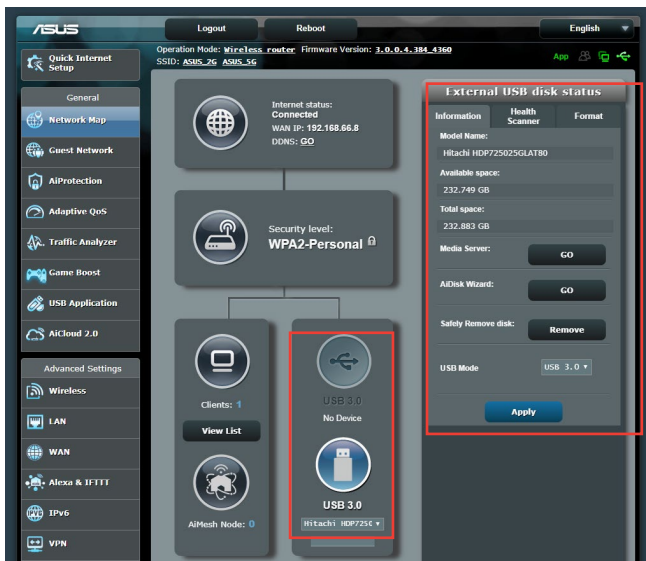 ASUS
Logout
Reboot
English
Quick Internet
Setup
Operation Mode: Wireless router Firmware Version: 3.0.0.4.384_4360
SSID: ASUS_2G ASUS_5G
App
General
Network Map
Guest Network
AiProtection
Adaptive QoS
Traffic Analyzer
Game Boost
USB Application
AiCloud 2.0
Advanced Settings
Wireless
LAN
WAN
Alexa & IFTTT
IPv6
VPN
Internet status:
Connected
WAN IP: 192.168.66.8
DDNS: GO
Security level:
WPA2-Personal
Clients: 1
View List
AiMesh Node: 0
USB 3.0
No Device
USB 3.0
Hitachi HDP725C
External USB disk status
Information
Health
Scanner
Format
Model Name:
Hitachi HDP725025GLAT80
Available space:
232.749 GB
Total space:
232.883 GB
Media Server:
GO
AiDisk Wizard:
GO
Safely Remove disk:
Remove
USB Mode
USB 3.0
Apply